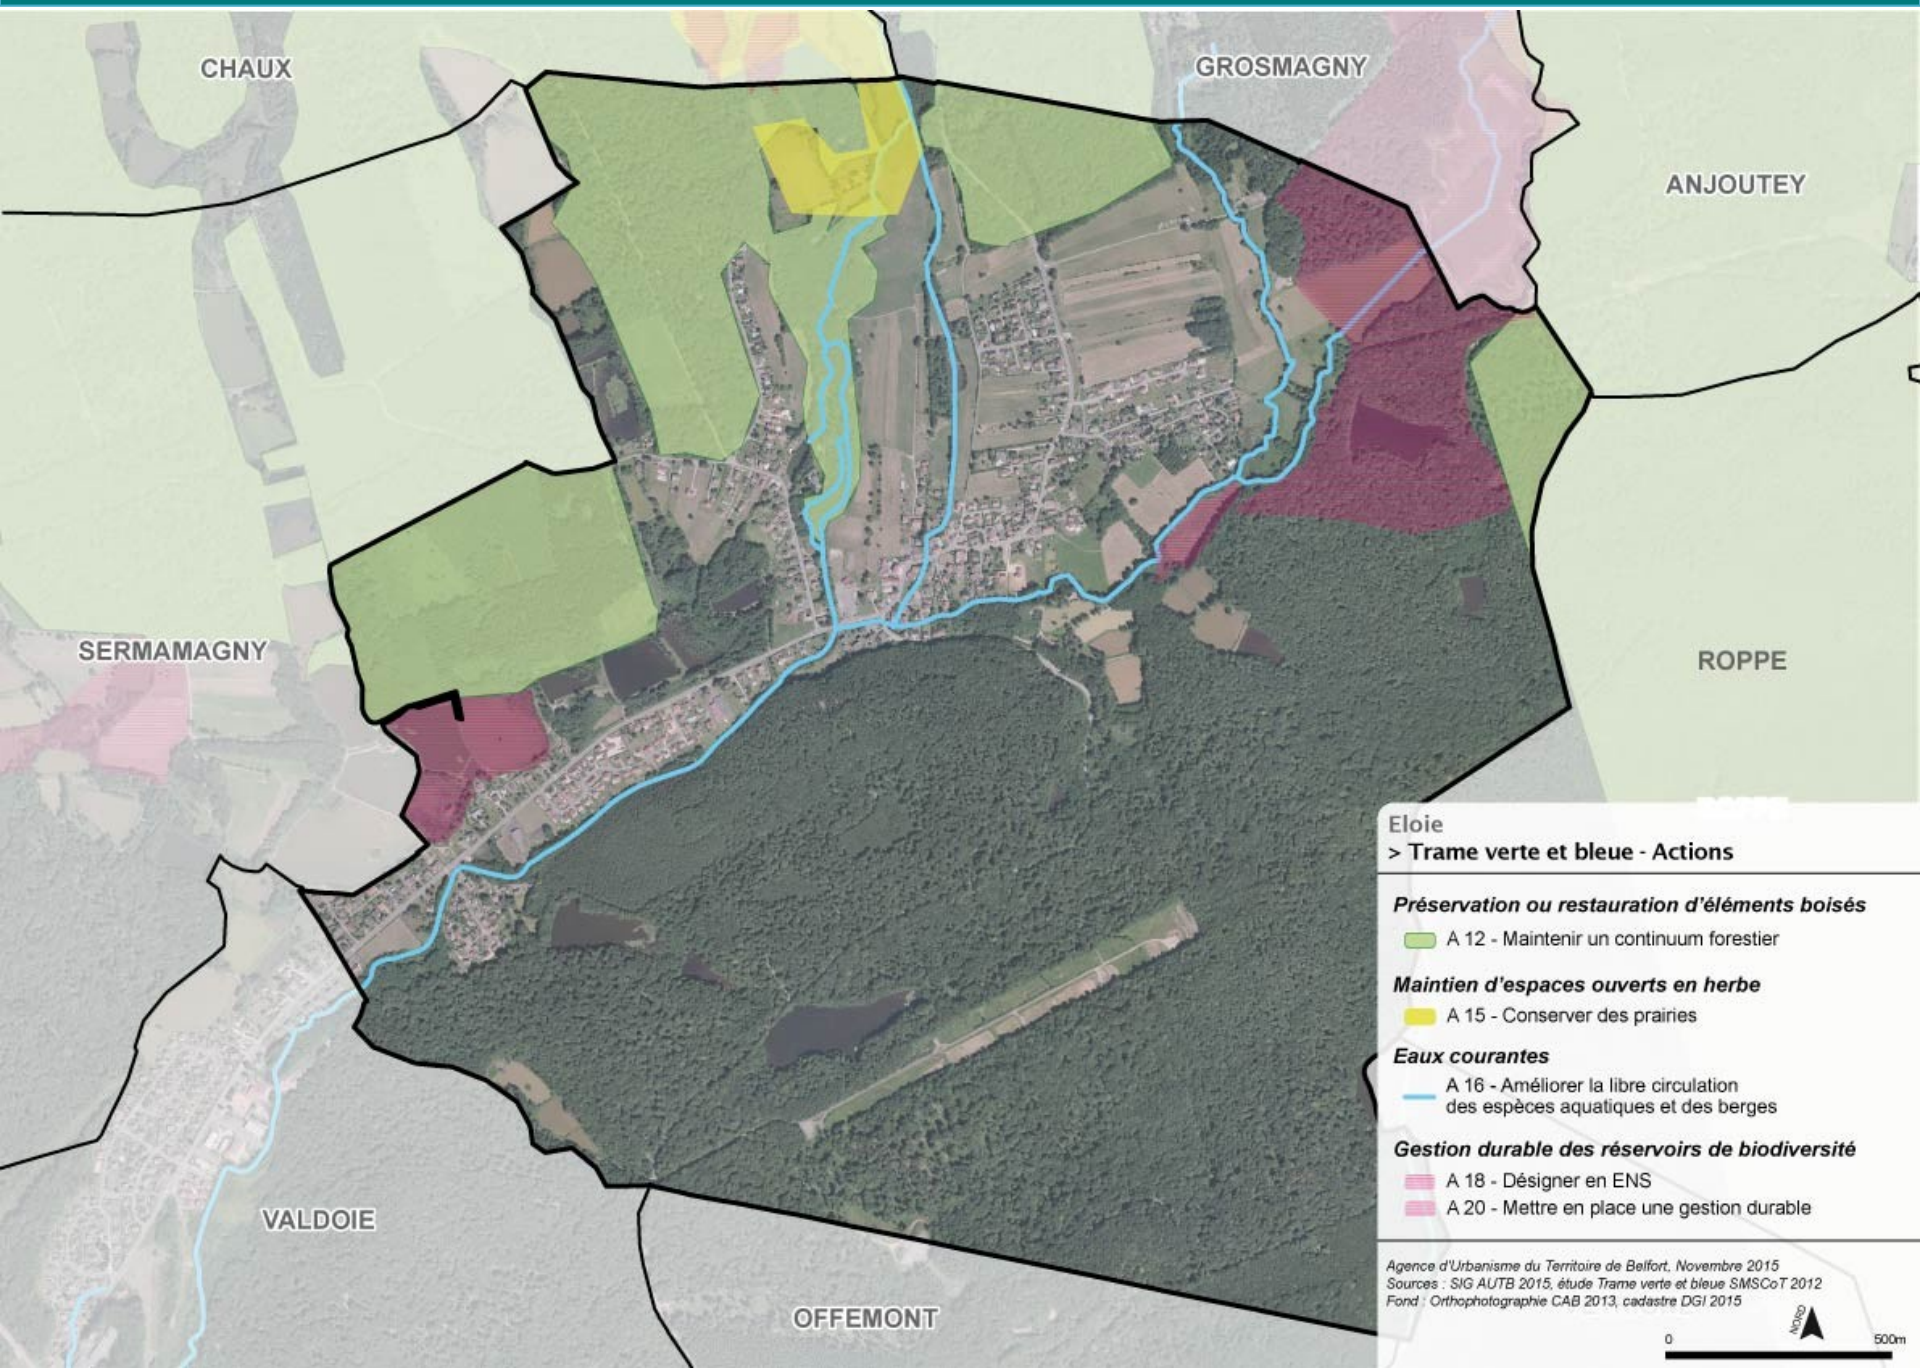 CHAUX
GROSMAGNY
ANJOUTEY
SERMAMAGNY
ROPPE
VALDOIE
OFFEMONT
Eloie
> Trame verte et bleue - Actions
Préservation ou restauration d'éléments boisés
A 12 - Maintenir un continuum forestier
Maintien d'espaces ouverts en herbe
A 15 - Conserver des prairies
Eaux courantes
A 16 - Améliorer la libre circulation
des espèces aquatiques et des berges
Gestion durable des réservoirs de biodiversité
A 18 - Désigner en ENS
A 20 - Mettre en place une gestion durable
Agence d'Urbanisme du Territoire de Belfort, Novembre 2015
Sources : SIG AUTB 2015, étude Trame verte et bleue SMSCoT 2012
Fond : Orthophotographie CAB 2013, cadastre DGI 2015
NORD
0 500m